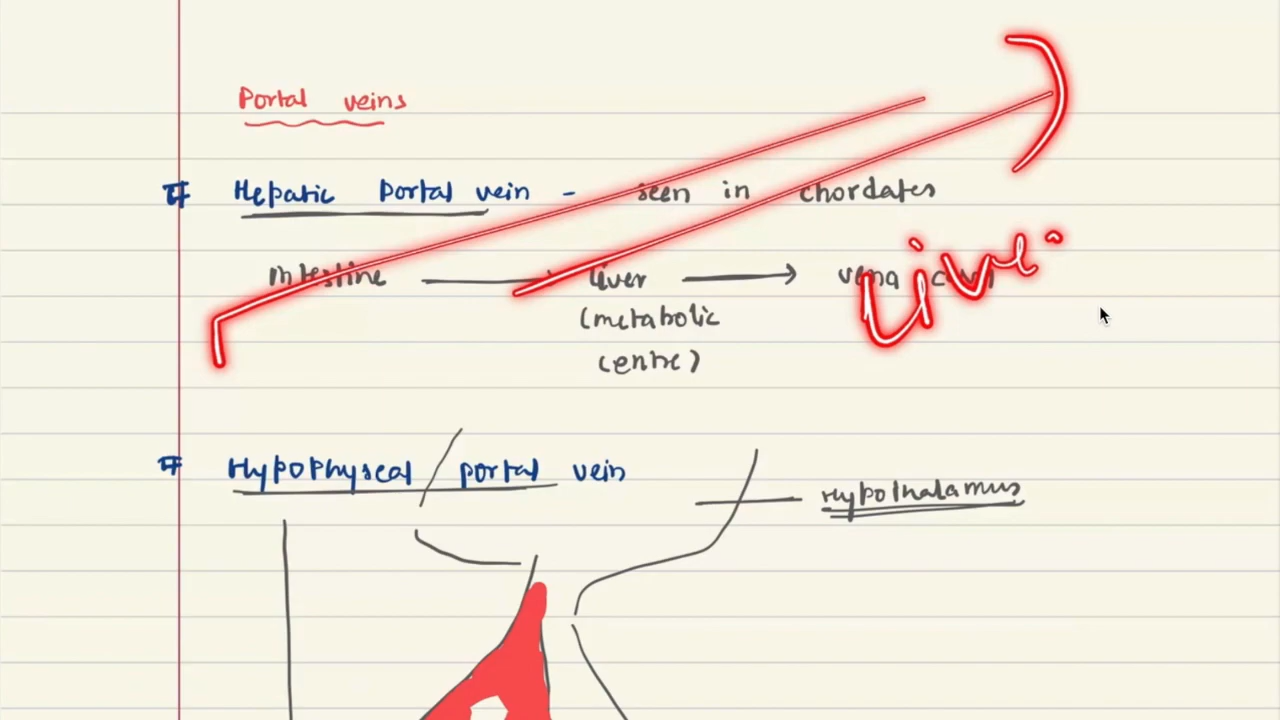 Portal veins
# Hepatic Portal vein - seen in chordates
Intestine → liver → vena cava
(metabolic
centre)
Live
# Hypophyseal portal vein
Hypothalamus